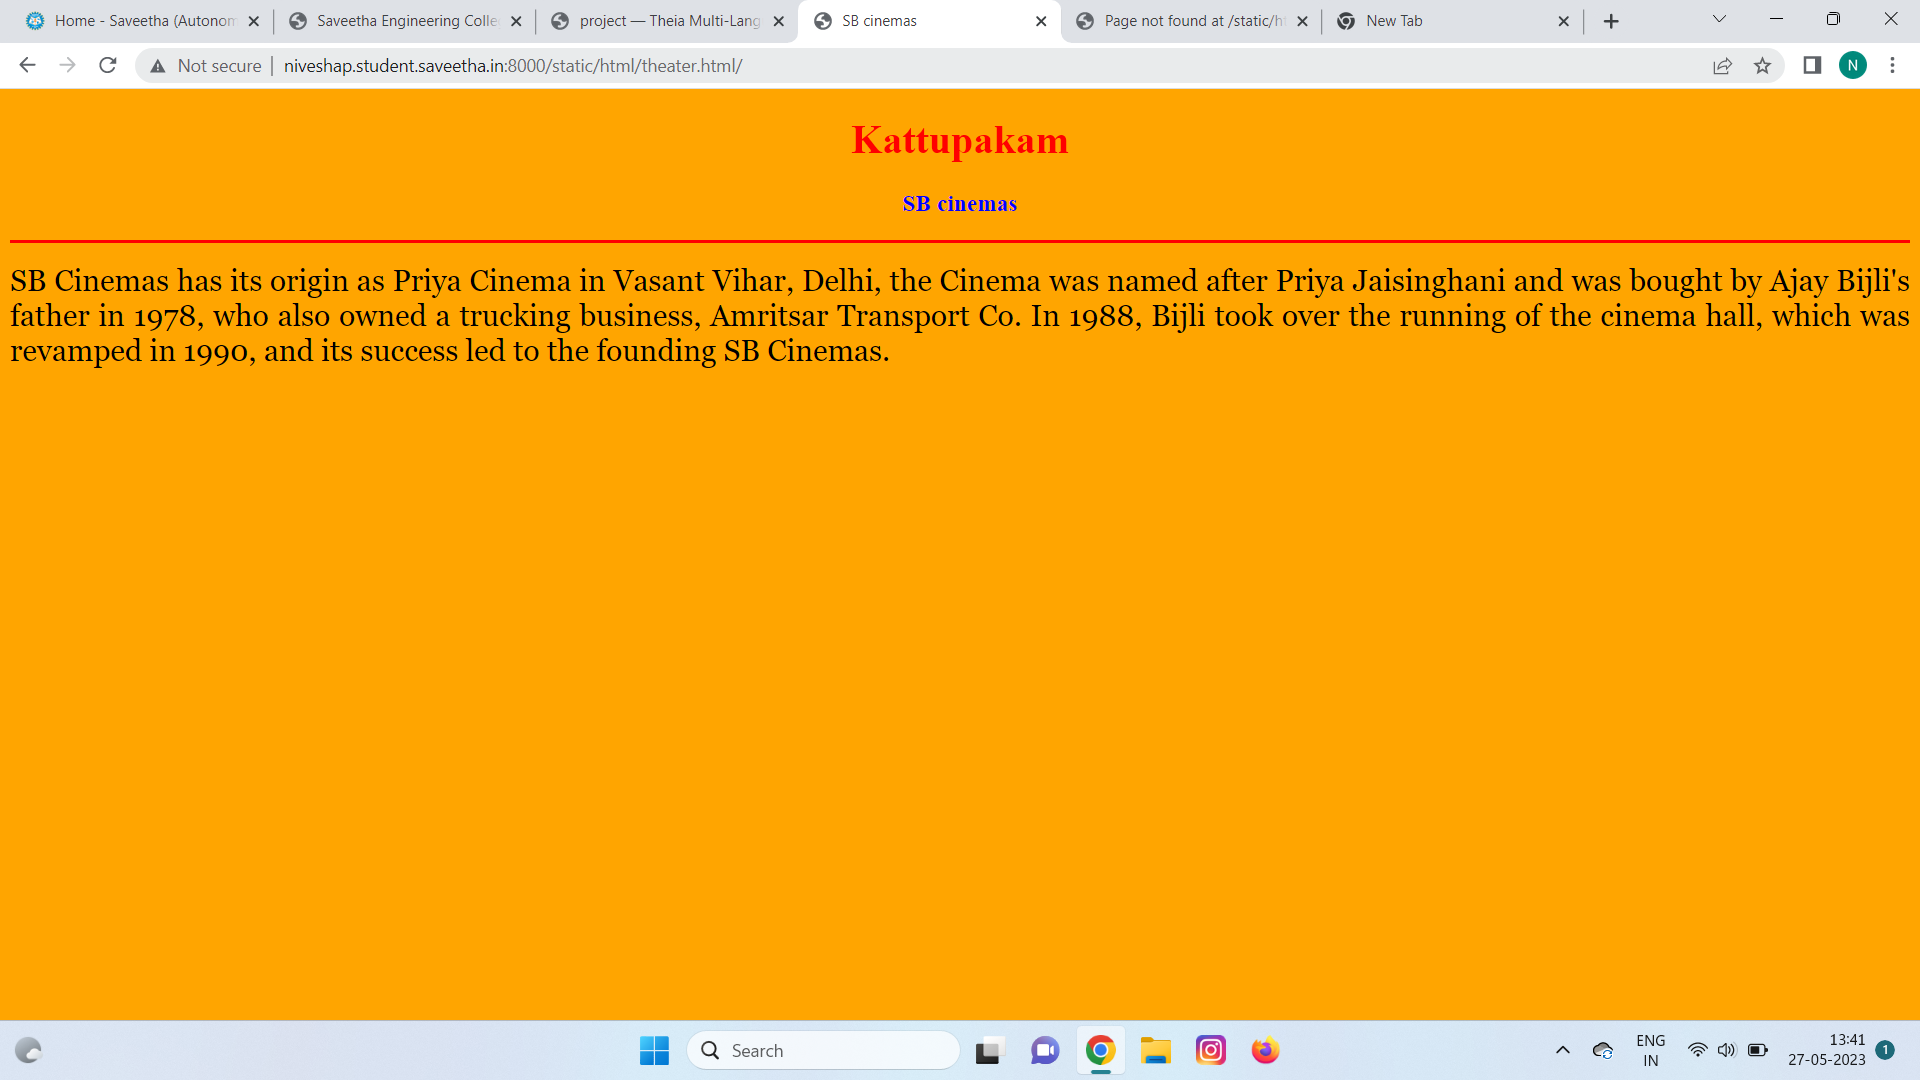 Home - Saveetha (Autonom
Saveetha Engineering Colle
project — Theia Multi-Lang
SB cinemas
Page not found at /static/h
New Tab
Not secure
niveshap.student.saveetha.in:8000/static/html/theater.html/
N
Kattupakam
SB cinemas
SB Cinemas has its origin as Priya Cinema in Vasant Vihar, Delhi, the Cinema was named after Priya Jaisinghani and was bought by Ajay Bijli's
father in 1978, who also owned a trucking business, Amritsar Transport Co. In 1988, Bijli took over the running of the cinema hall, which was
revamped in 1990, and its success led to the founding SB Cinemas.
Search
ENG
IN
13:41
27-05-2023
1